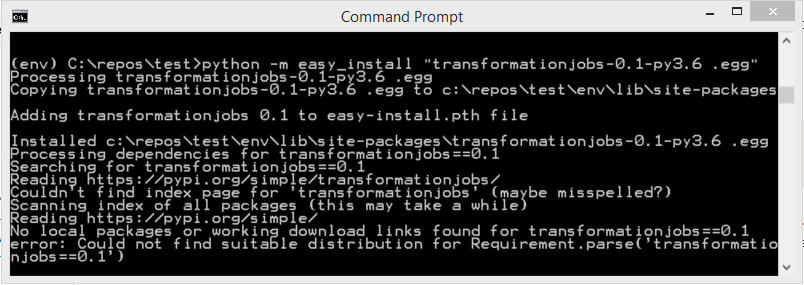 Command Prompt
(env) C:\repos\test>python -m easy_install "transformationjobs-0.1-py3.6 .egg"
Processing transformationjobs-0.1-py3.6 .egg
Copying transformationjobs-0.1-py3.6 .egg to c:\repos\test\env\lib\site-packages
Adding transformationjobs 0.1 to easy-install.pth file
Installed c:\repos\test\env\lib\site-packages\transformationjobs-0.1-py3.6 .egg
Processing dependencies for transformationjobs==0.1
Searching for transformationjobs==0.1
Reading https://pypi.org/simple/transformationjobs/
Couldn't find index page for 'transformationjobs' (maybe misspelled?)
Scanning index of all packages (this may take a while)
Reading https://pypi.org/simple/
No local packages or working download links found for transformationjobs==0.1
error: Could not find suitable distribution for Requirement.parse('transformatio
njobs==0.1')